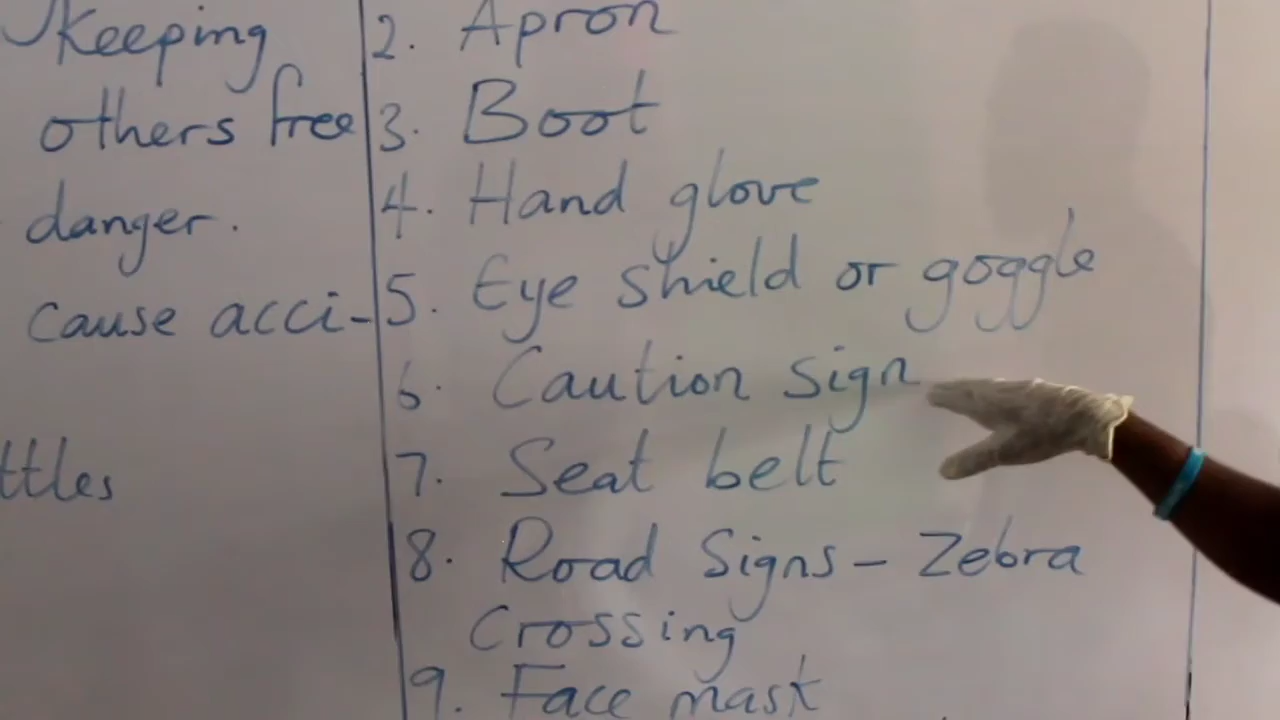 Keeping
others free
danger.
cause acci-
ttles
2. Apron
3. Boot
4. Hand glove
5. Eye shield or goggle
6. Caution sign
7. Seat belt
8. Road Signs - Zebra
Crossing
9. Face mask